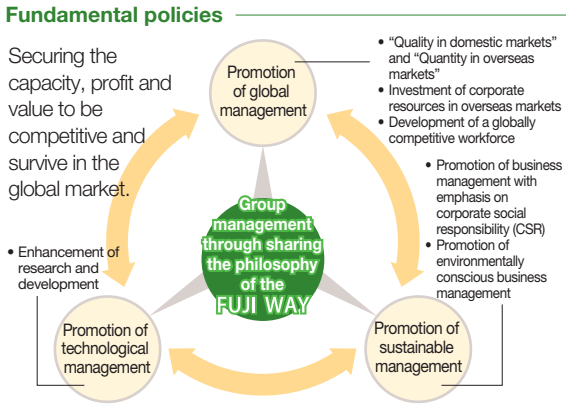 Fundamental policies
Securing the
capacity, profit and
value to be
competitive and
survive in the
global market.
Promotion
of global
management
• “Quality in domestic markets”
and “Quantity in overseas
markets”
• Investment of corporate
resources in overseas markets
• Development of a globally
competitive workforce
• Promotion of business
management with
emphasis on
corporate social
responsibility (CSR)
• Promotion of
environmentally
conscious business
management
Group
management
through sharing
the philosophy
of the
FUJI WAY
• Enhancement of
research and
development
Promotion of
technological
management
Promotion of
sustainable
management